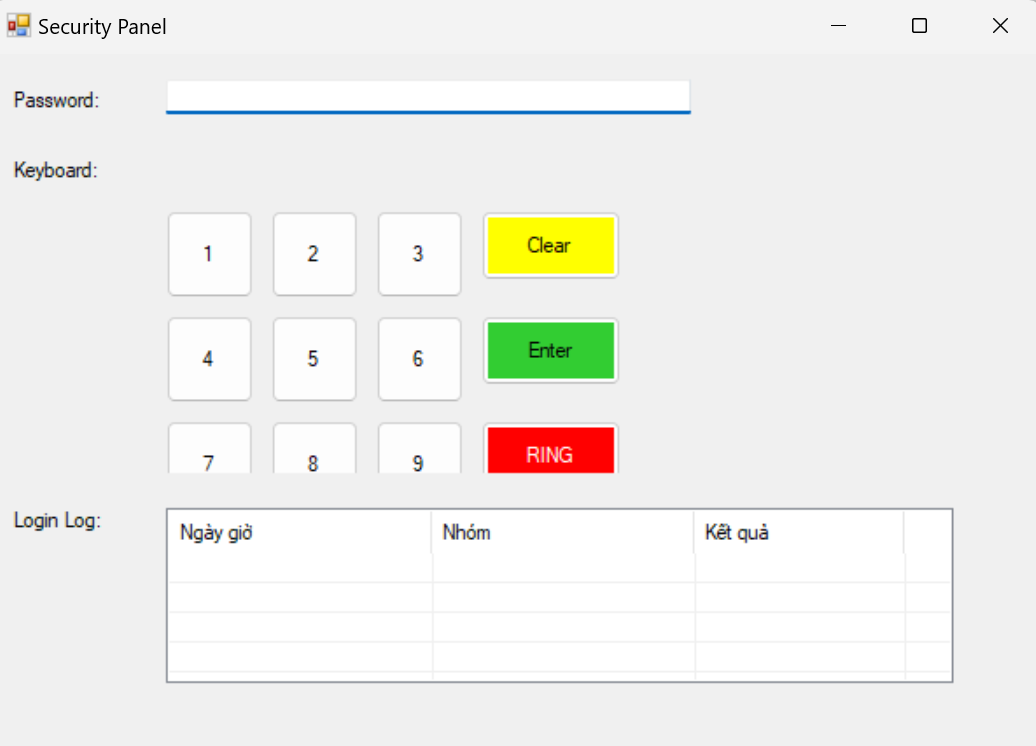 Security Panel
Password:
Keyboard:
1 2 3 Clear
4 5 6 Enter
7 8 9 RING
Login Log:
Ngày giờ Nhóm Kết quả